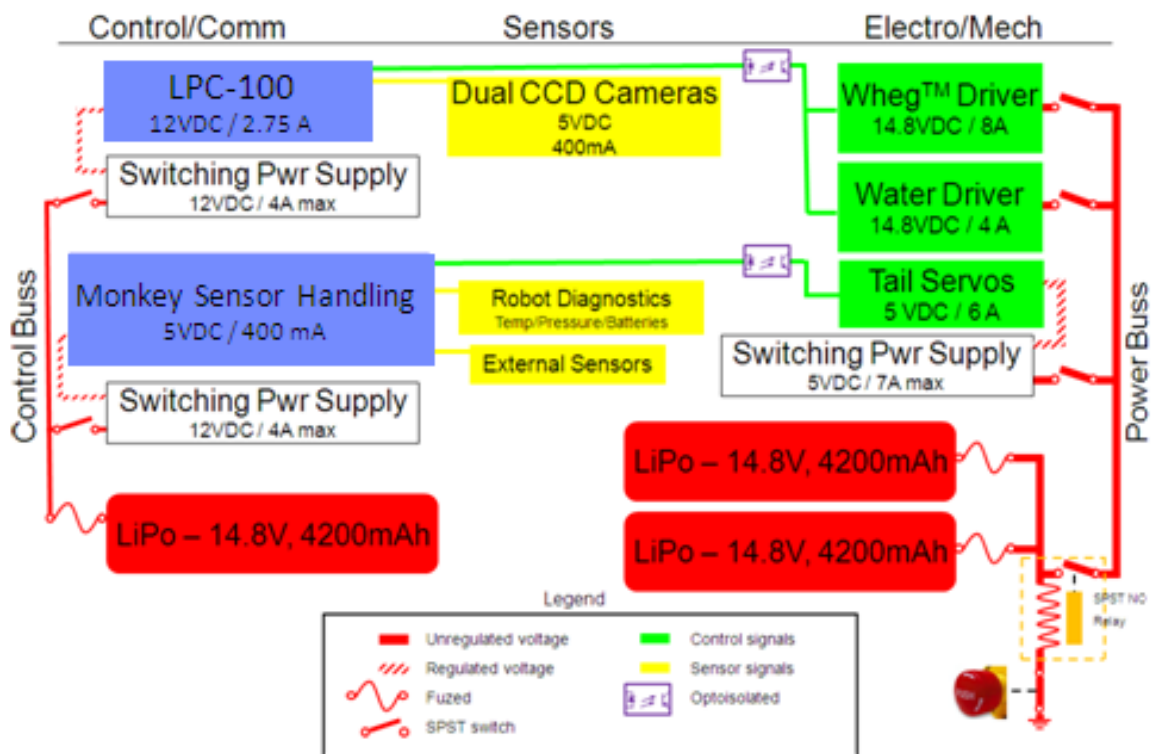 Control/Comm
Sensors
Electro/Mech
LPC-100
12VDC / 2.75 A
Dual CCD Cameras
5VDC
400mA
Wheg™ Driver
14.8VDC / 8A
Switching Pwr Supply
12VDC / 4A max
Water Driver
14.8VDC / 4 A
Control Buss
Monkey Sensor Handling
5VDC / 400 mA
Robot Diagnostics
Temp/Pressure/Batteries
External Sensors
Tail Servos
5 VDC / 6 A
Switching Pwr Supply
5VDC / 7A max
Power Buss
Switching Pwr Supply
12VDC / 4A max
LiPo – 14.8V, 4200mAh
LiPo – 14.8V, 4200mAh
LiPo – 14.8V, 4200mAh
SPST NO
Relay
Legend
Unregulated voltage
Regulated voltage
Fuzed
SPST switch
Control signals
Sensor signals
Optoisolated